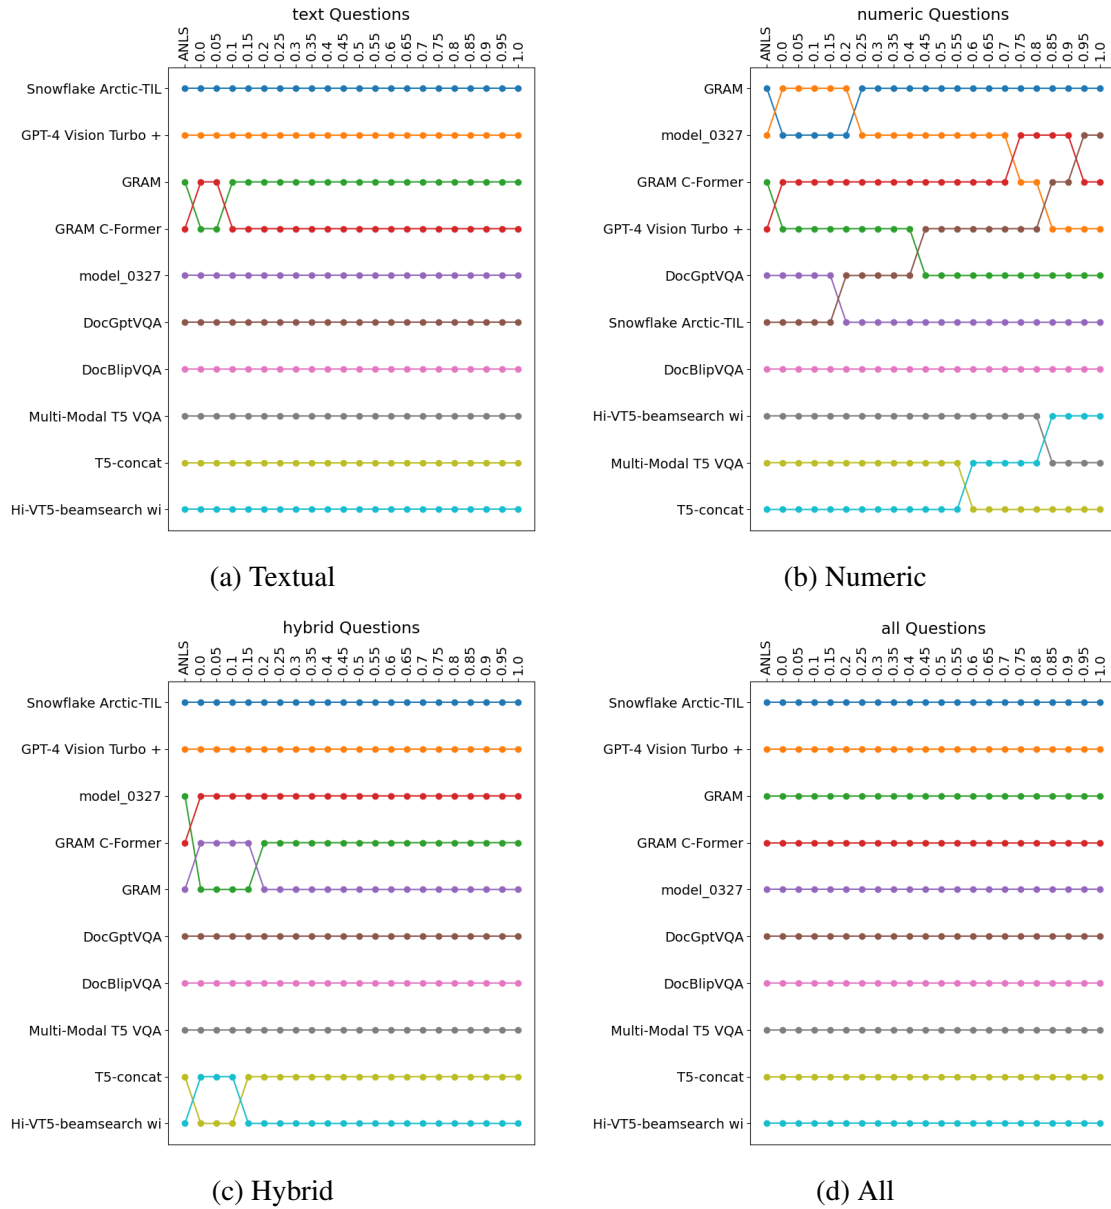 text Questions
ANLS 0.0 0.05 0.1 0.15 0.2 0.25 0.3 0.35 0.4 0.45 0.5 0.55 0.6 0.65 0.7 0.75 0.8 0.85 0.9 0.95 1.0
Snowflake Arctic-TIL
GPT-4 Vision Turbo +
GRAM
GRAM C-Former
model_0327
DocGptVQA
DocBlipVQA
Multi-Modal T5 VQA
T5-concat
Hi-VT5-beamsearch wi
(a) Textual
numeric Questions
ANLS 0.0 0.05 0.1 0.15 0.2 0.25 0.3 0.35 0.4 0.45 0.5 0.55 0.6 0.65 0.7 0.75 0.8 0.85 0.9 0.95 1.0
GRAM
model_0327
GRAM C-Former
GPT-4 Vision Turbo +
DocGptVQA
Snowflake Arctic-TIL
DocBlipVQA
Hi-VT5-beamsearch wi
Multi-Modal T5 VQA
T5-concat
(b) Numeric
hybrid Questions
ANLS 0.0 0.05 0.1 0.15 0.2 0.25 0.3 0.35 0.4 0.45 0.5 0.55 0.6 0.65 0.7 0.75 0.8 0.85 0.9 0.95 1.0
Snowflake Arctic-TIL
GPT-4 Vision Turbo +
model_0327
GRAM C-Former
GRAM
DocGptVQA
DocBlipVQA
Multi-Modal T5 VQA
T5-concat
Hi-VT5-beamsearch wi
(c) Hybrid
all Questions
ANLS 0.0 0.05 0.1 0.15 0.2 0.25 0.3 0.35 0.4 0.45 0.5 0.55 0.6 0.65 0.7 0.75 0.8 0.85 0.9 0.95 1.0
Snowflake Arctic-TIL
GPT-4 Vision Turbo +
GRAM
GRAM C-Former
model_0327
DocGptVQA
DocBlipVQA
Multi-Modal T5 VQA
T5-concat
Hi-VT5-beamsearch wi
(d) All